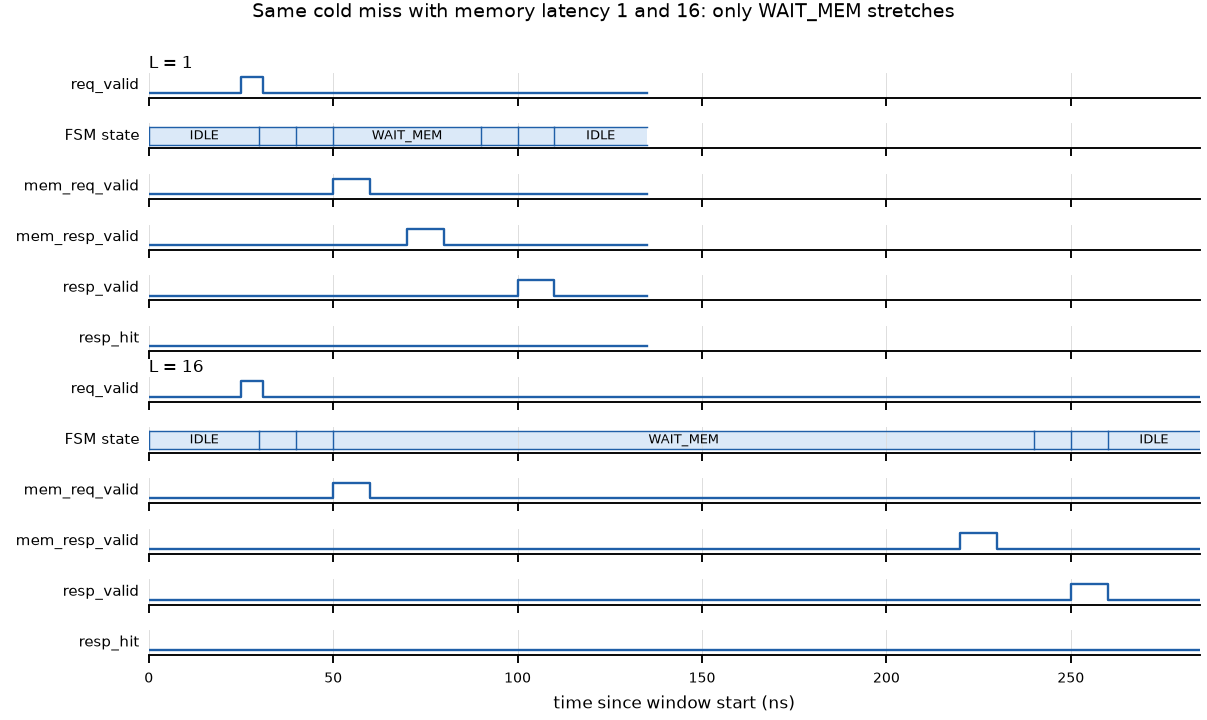 Same cold miss with memory latency 1 and 16: only WAIT_MEM stretches
L = 1
req_valid
FSM state IDLE WAIT_MEM IDLE
mem_req_valid
mem_resp_valid
resp_valid
resp_hit
L = 16
req_valid
FSM state IDLE WAIT_MEM IDLE
mem_req_valid
mem_resp_valid
resp_valid
resp_hit
0 50 100 150 200 250
time since window start (ns)